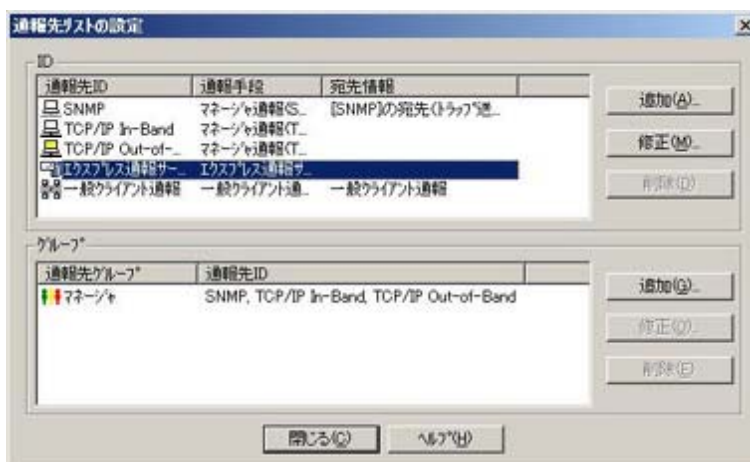 通報先リストの設定
ID
通報先ID 通報手段 宛先情報
SNMP マネージャ通報(S... [SNMP]の宛先(トラップ送...
TCP/IP In-Band マネージャ通報(T...
TCP/IP Out-of-... マネージャ通報(T...
エクスプレス通報サー... エクスプレス通報サ...
一般クライアント通報 一般クライアント通... 一般クライアント通報
追加(A)...
修正(M)...
削除(D)
グループ
通報先グループ 通報先ID
マネージャ SNMP, TCP/IP In-Band, TCP/IP Out-of-Band
追加(G)...
修正(O)...
削除(E)
閉じる(C) ヘルプ(H)